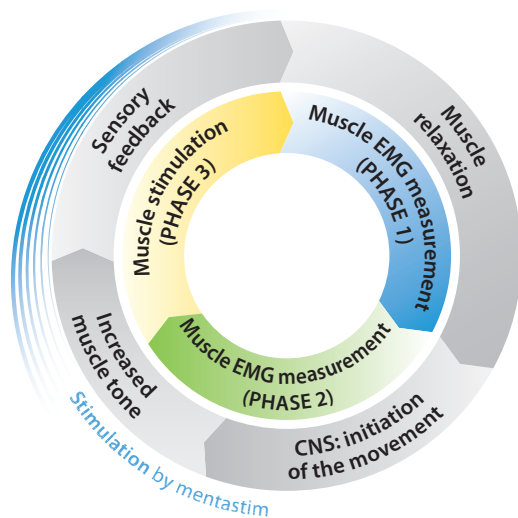 Muscle
relaxation
CNS: initiation
of the movement
Increased
muscle tone
Sensory
feedback
Muscle EMG measurement
(PHASE 1)
Muscle EMG measurement
(PHASE 2)
Muscle stimulation
(PHASE 3)
Stimulation by mentastim